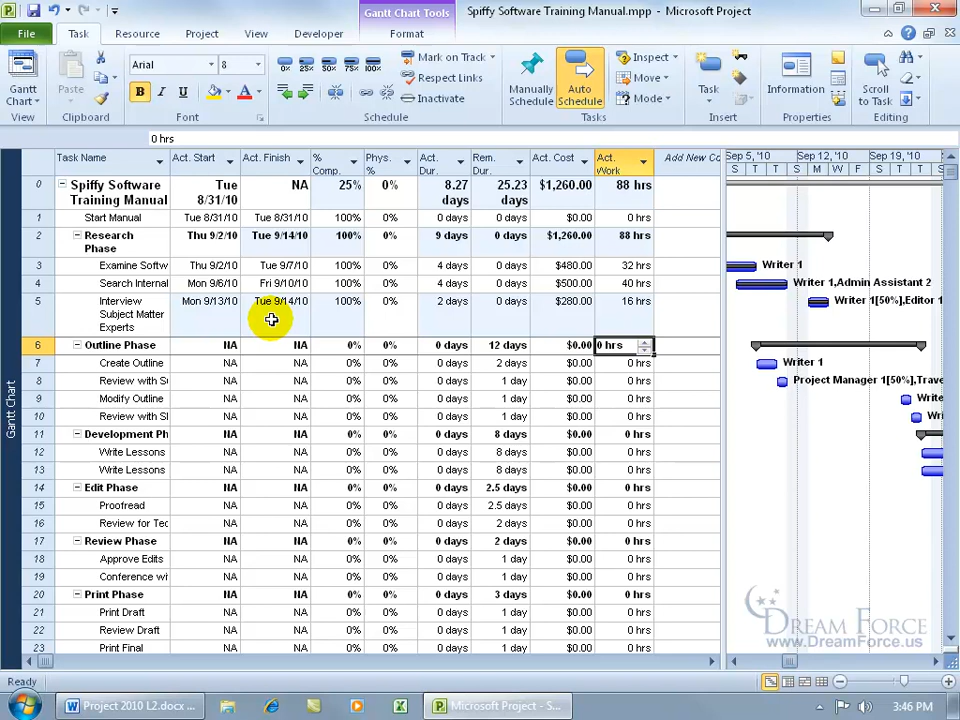 Gantt Chart Tools
Spiffy Software Training Manual.mpp - Microsoft Project
File
Task
Resource
Project
View
Developer
Format
Gantt
Chart
Paste
Clipboard
Arial
8
B I U
A
Font
0% 25% 50% 75% 100%
Mark on Track
Respect Links
Inactivate
Schedule
Manually
Schedule
Auto
Schedule
Inspect
Move
Mode
Tasks
Task
Insert
Information
Properties
Scroll
to Task
Editing
0 hrs
Task Name Act. Start Act. Finish % Comp. Phys. % Act. Dur. Rem. Dur. Act. Cost Act. Work Add New Co
Sep 5, '10 Sep 12, '10 Sep 19, '10
S T T S M W F S T T S
0 Spiffy Software Training Manual Tue 8/31/10 NA 25% 0% 8.27 days 25.23 days $1,260.00 88 hrs
1 Start Manual Tue 8/31/10 Tue 8/31/10 100% 0% 0 days 0 days $0.00 0 hrs
2 Research Phase Thu 9/2/10 Tue 9/14/10 100% 0% 9 days 0 days $1,260.00 88 hrs
3 Examine Softw Thu 9/2/10 Tue 9/7/10 100% 0% 4 days 0 days $480.00 32 hrs Writer 1
4 Search Internal Mon 9/6/10 Fri 9/10/10 100% 0% 4 days 0 days $500.00 40 hrs Writer 1,Admin Assistant 2
5 Interview Subject Matter Experts Mon 9/13/10 Tue 9/14/10 100% 0% 2 days 0 days $280.00 16 hrs Writer 1[50%],Editor 1
6 Outline Phase NA NA 0% 0% 0 days 12 days $0.00 0 hrs
7 Create Outline NA NA 0% 0% 0 days 2 days $0.00 0 hrs Writer 1
8 Review with S NA NA 0% 0% 0 days 1 day $0.00 0 hrs Project Manager 1[50%],Trave
9 Modify Outline NA NA 0% 0% 0 days 1 day $0.00 0 hrs Write
10 Review with S NA NA 0% 0% 0 days 1 day $0.00 0 hrs Wri
11 Development Ph NA NA 0% 0% 0 days 8 days $0.00 0 hrs
12 Write Lessons NA NA 0% 0% 0 days 8 days $0.00 0 hrs
13 Write Lessons NA NA 0% 0% 0 days 8 days $0.00 0 hrs
14 Edit Phase NA NA 0% 0% 0 days 2.5 days $0.00 0 hrs
15 Proofread NA NA 0% 0% 0 days 2.5 days $0.00 0 hrs
16 Review for Tec NA NA 0% 0% 0 days 2 days $0.00 0 hrs
17 Review Phase NA NA 0% 0% 0 days 2 days $0.00 0 hrs
18 Approve Edits NA NA 0% 0% 0 days 1 day $0.00 0 hrs
19 Conference wi NA NA 0% 0% 0 days 1 day $0.00 0 hrs
20 Print Phase NA NA 0% 0% 0 days 3 days $0.00 0 hrs
21 Print Draft NA NA 0% 0% 0 days 1 day $0.00 0 hrs
22 Review Draft NA NA 0% 0% 0 days 1 day $0.00 0 hrs
23 Print Final NA NA 0% 0% 0 days 1 day $0.00 0 hrs
Gantt Chart
DREAM FORCE
www.DreamForce.us
Ready
Project 2010 L2.docx ...
Microsoft Project - S...
3:46 PM